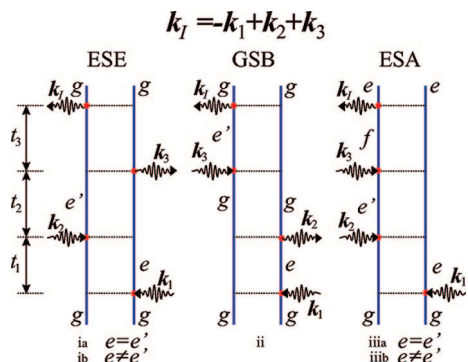 k_I = -k_1+k_2+k_3
ESE GSB ESA
g g g g e e
k_I k_I k_I
t_3 e' f
k_3 k_3 k_3
t_2 e' g g e'
k_2 k_2 k_2
t_1 e e e
k_1 k_1 k_1
g g g g g g
ia e=e' ii iiia e=e'
ib e≠e' iiib e≠e'